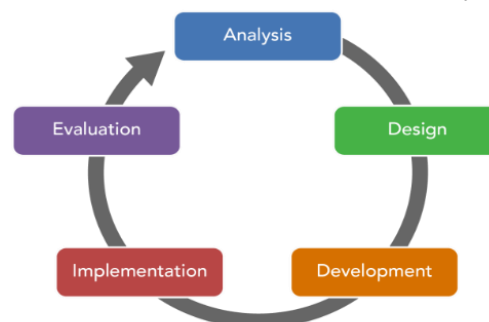 Analysis
Design
Development
Implementation
Evaluation